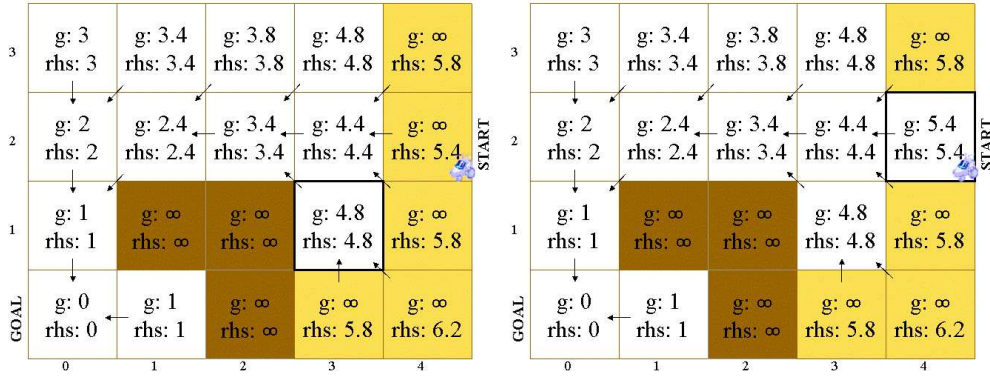 3
g: 3 g: 3.4 g: 3.8 g: 4.8 g: ∞
rhs: 3 rhs: 3.4 rhs: 3.8 rhs: 4.8 rhs: 5.8
2
g: 2 g: 2.4 g: 3.4 g: 4.4 g: ∞
rhs: 2 rhs: 2.4 rhs: 3.4 rhs: 4.4 rhs: 5.4
START
1
g: 1 g: ∞ g: ∞ g: 4.8 g: ∞
rhs: 1 rhs: ∞ rhs: ∞ rhs: 4.8 rhs: 5.8
GOAL
g: 0 g: 1 g: ∞ g: ∞ g: ∞
rhs: 0 rhs: 1 rhs: ∞ rhs: 5.8 rhs: 6.2
0 1 2 3 4
3
g: 3 g: 3.4 g: 3.8 g: 4.8 g: ∞
rhs: 3 rhs: 3.4 rhs: 3.8 rhs: 4.8 rhs: 5.8
2
g: 2 g: 2.4 g: 3.4 g: 4.4 g: 5.4
rhs: 2 rhs: 2.4 rhs: 3.4 rhs: 4.4 rhs: 5.4
START
1
g: 1 g: ∞ g: ∞ g: 4.8 g: ∞
rhs: 1 rhs: ∞ rhs: ∞ rhs: 4.8 rhs: 5.8
GOAL
g: 0 g: 1 g: ∞ g: ∞ g: ∞
rhs: 0 rhs: 1 rhs: ∞ rhs: 5.8 rhs: 6.2
0 1 2 3 4